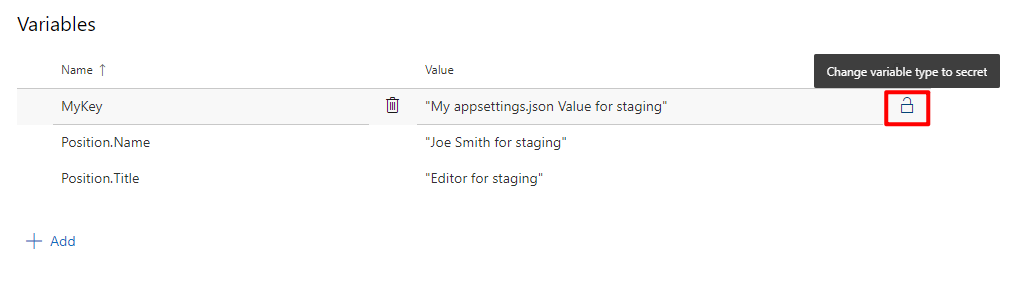 Variables
Name ↑ Value
Change variable type to secret
MyKey "My appsettings.json Value for staging"
Position.Name "Joe Smith for staging"
Position.Title "Editor for staging"
+ Add